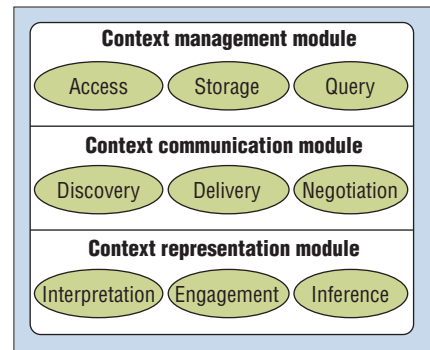 Context management module
Access Storage Query
Context communication module
Discovery Delivery Negotiation
Context representation module
Interpretation Engagement Inference